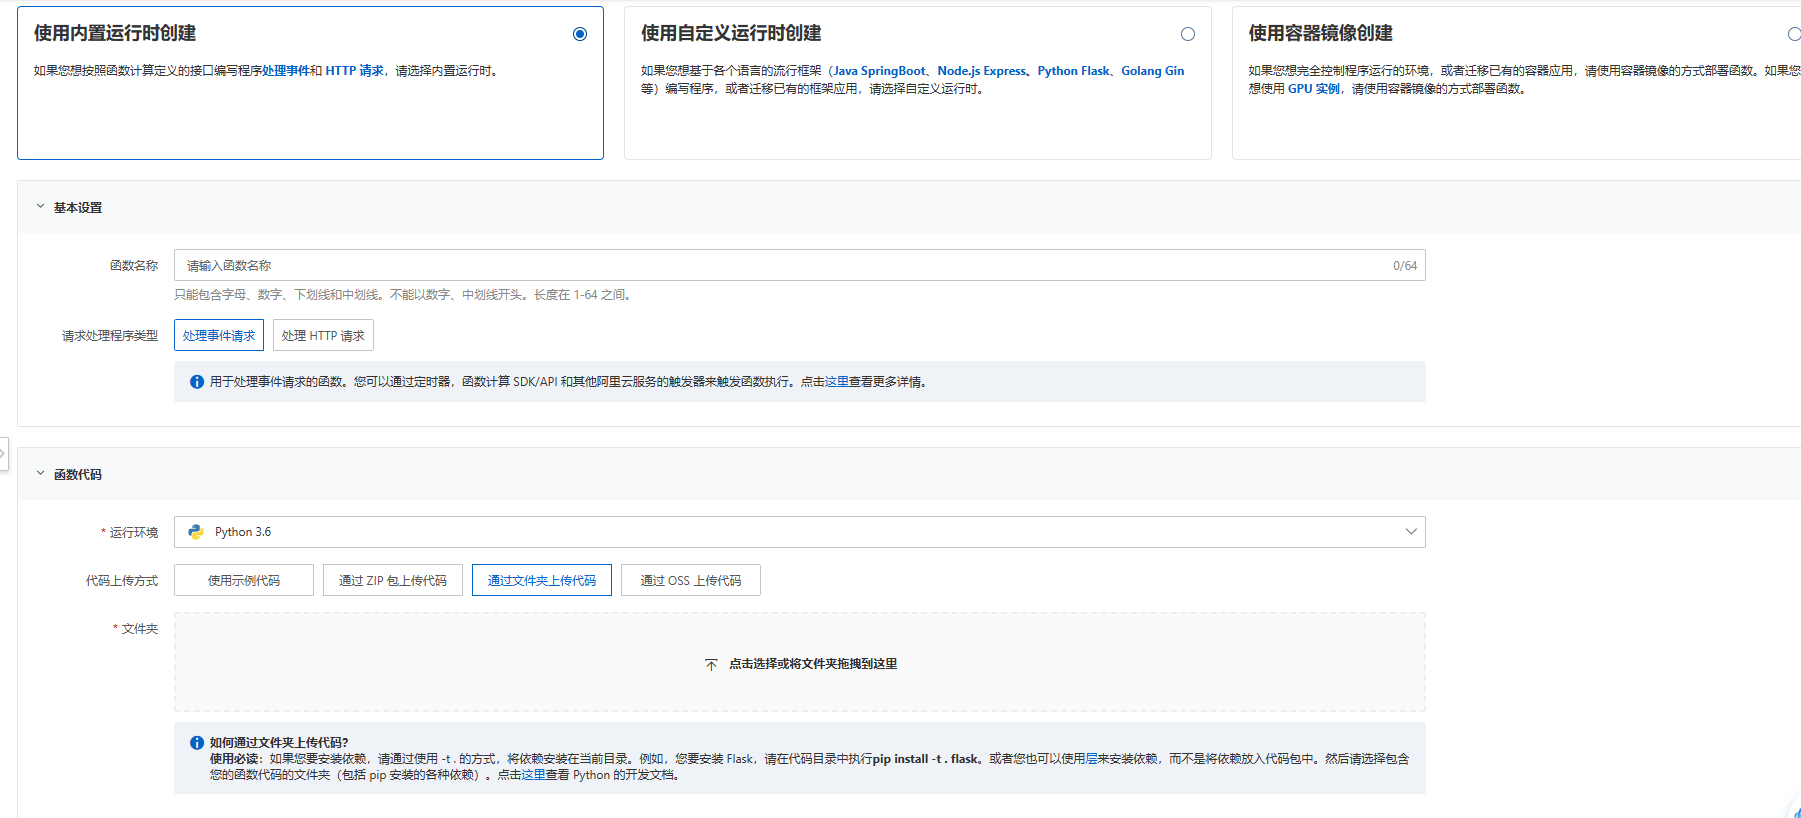 使用内置运行时创建
如果您想按照函数计算定义的接口编写程序处理事件和 HTTP 请求，请选择内置运行时。
使用自定义运行时创建
如果您想基于各个语言的流行框架（Java SpringBoot、Node.js Express、Python Flask、Golang Gin
等）编写程序，或者迁移已有的框架应用，请选择自定义运行时。
使用容器镜像创建
如果您想完全控制程序运行的环境，或者迁移已有的容器应用，请使用容器镜像的方式部署函数。如果您
想使用 GPU 实例，请使用容器镜像的方式部署函数。
基本设置
函数名称
请输入函数名称
0/64
只能包含字母、数字、下划线和中划线。不能以数字、中划线开头。长度在 1-64 之间。
请求处理程序类型
处理事件请求
处理 HTTP 请求
用于处理事件请求的函数。您可以通过定时器，函数计算 SDK/API 和其他阿里云服务的触发器来触发函数执行。点击这里查看更多详情。
函数代码
* 运行环境
Python 3.6
代码上传方式
使用示例代码
通过 ZIP 包上传代码
通过文件夹上传代码
通过 OSS 上传代码
* 文件夹
点击选择或将文件夹拖拽到这里
如何通过文件夹上传代码?
使用必读：如果您要安装依赖，请通过使用 -t . 的方式，将依赖安装在当前目录。例如，您要安装 Flask，请在代码目录中执行pip install -t . flask。或者您也可以使用层来安装依赖，而不是将依赖放入代码包中。然后请选择包含
您的函数代码的文件夹（包括 pip 安装的各种依赖）。点击这里查看 Python 的开发文档。